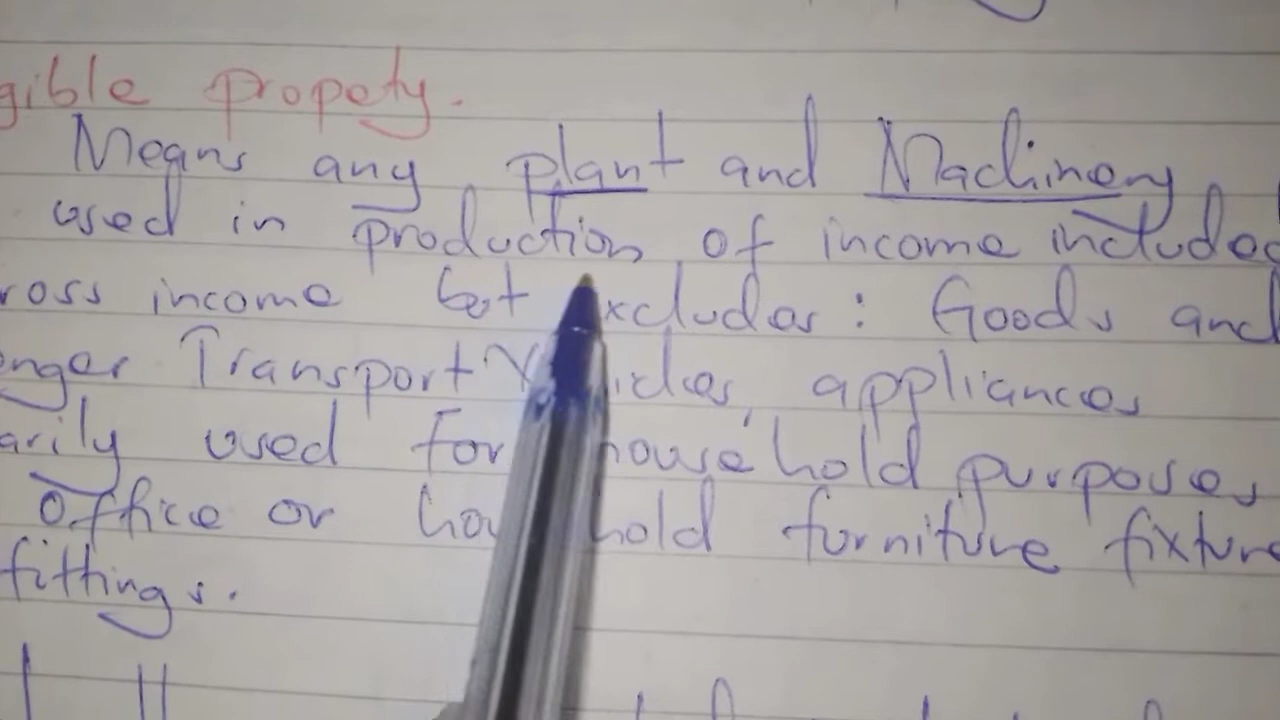 gible propety.
Means any plant and Machinery
used in production of income included
ross income but excludes: Goods and
enger Transport Vehicles, appliances
arily used for household purposes
office or household furniture fixture
fittings.